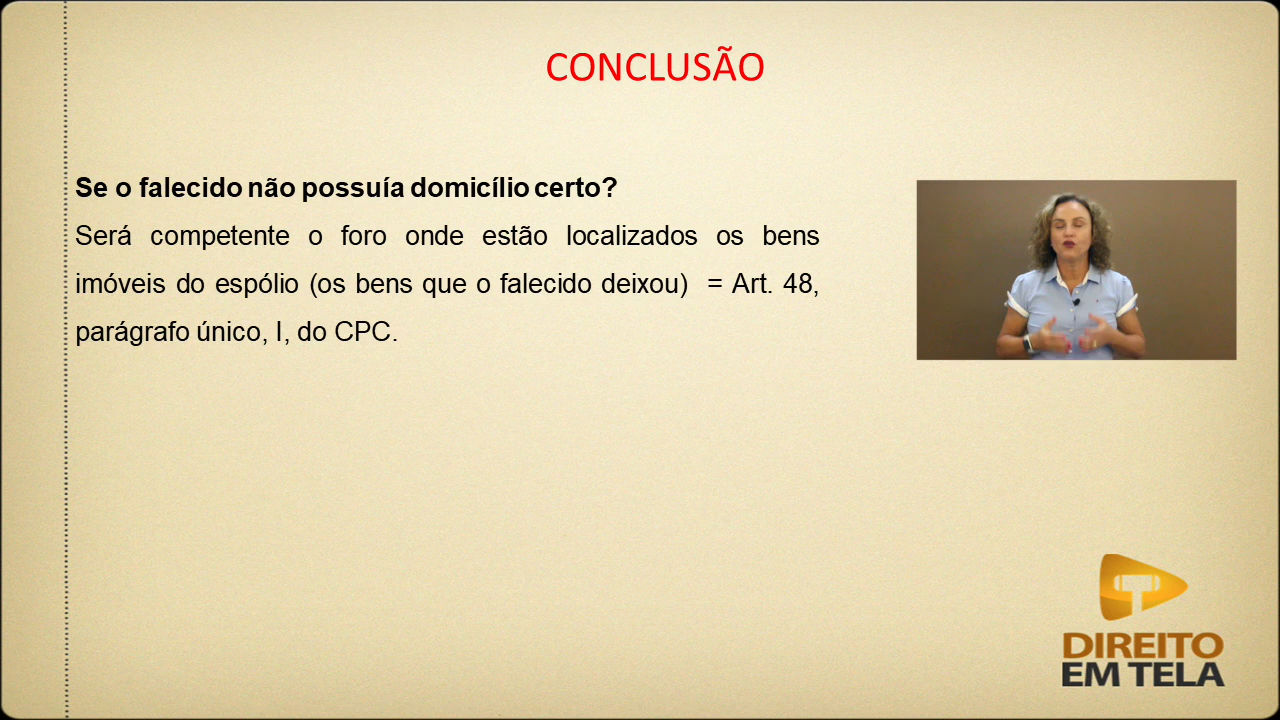 CONCLUSÃO
Se o falecido não possuía domicílio certo?
Será competente o foro onde estão localizados os bens
imóveis do espólio (os bens que o falecido deixou) = Art. 48,
parágrafo único, I, do CPC.
DIREITO
EM TELA